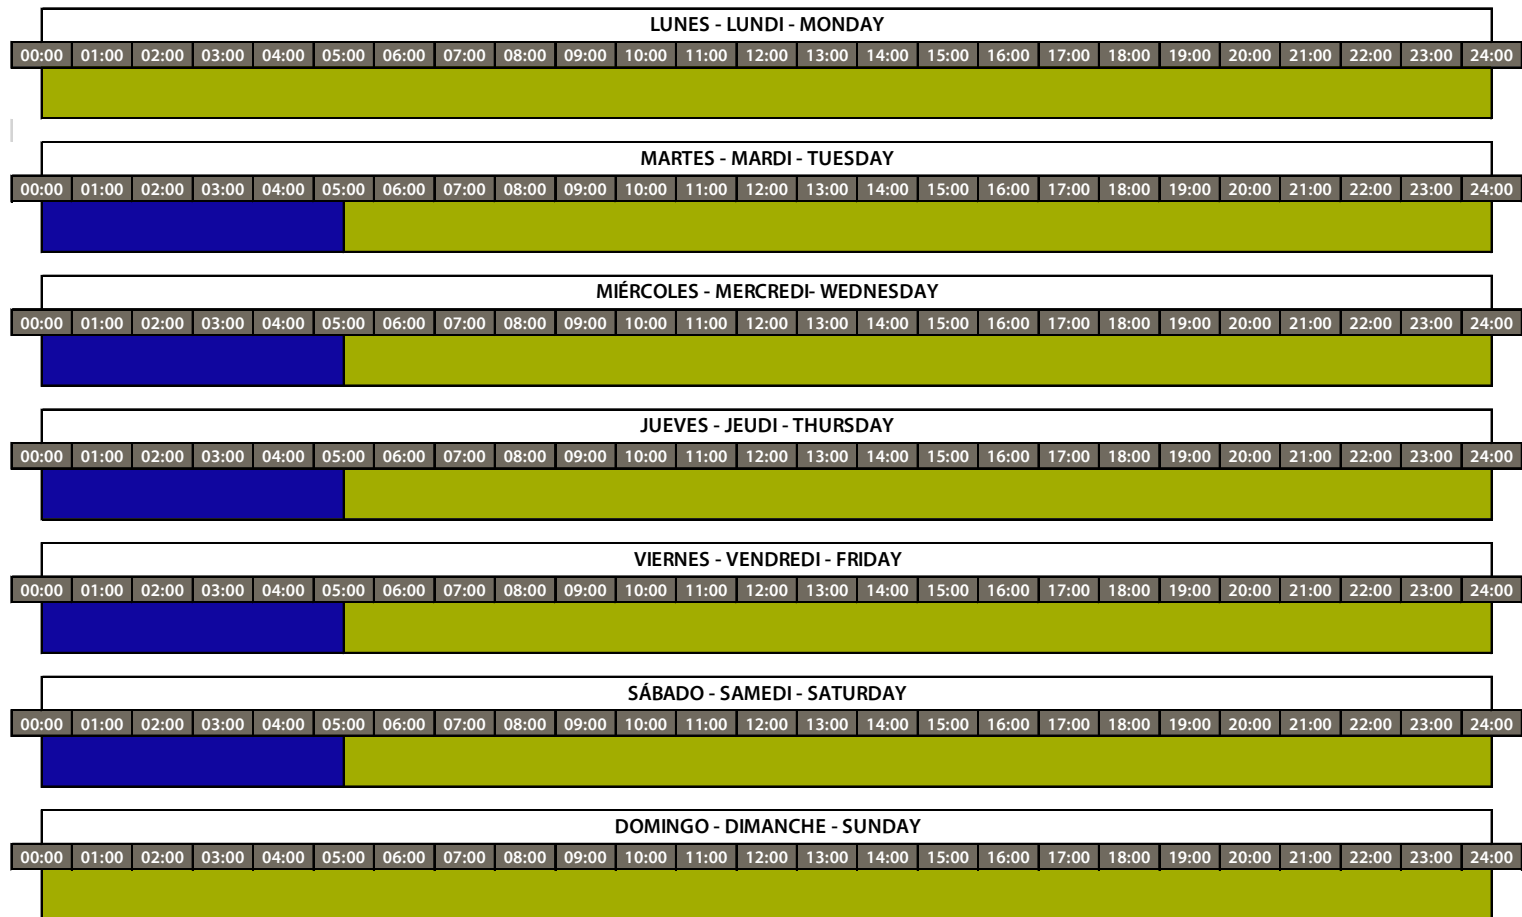 LUNES - LUNDI - MONDAY
00:00 01:00 02:00 03:00 04:00 05:00 06:00 07:00 08:00 09:00 10:00 11:00 12:00 13:00 14:00 15:00 16:00 17:00 18:00 19:00 20:00 21:00 22:00 23:00 24:00
MARTES - MARDI - TUESDAY
00:00 01:00 02:00 03:00 04:00 05:00 06:00 07:00 08:00 09:00 10:00 11:00 12:00 13:00 14:00 15:00 16:00 17:00 18:00 19:00 20:00 21:00 22:00 23:00 24:00
MIÉRCOLES - MERCREDI- WEDNESDAY
00:00 01:00 02:00 03:00 04:00 05:00 06:00 07:00 08:00 09:00 10:00 11:00 12:00 13:00 14:00 15:00 16:00 17:00 18:00 19:00 20:00 21:00 22:00 23:00 24:00
JUEVES - JEUDI - THURSDAY
00:00 01:00 02:00 03:00 04:00 05:00 06:00 07:00 08:00 09:00 10:00 11:00 12:00 13:00 14:00 15:00 16:00 17:00 18:00 19:00 20:00 21:00 22:00 23:00 24:00
VIERNES - VENDREDI - FRIDAY
00:00 01:00 02:00 03:00 04:00 05:00 06:00 07:00 08:00 09:00 10:00 11:00 12:00 13:00 14:00 15:00 16:00 17:00 18:00 19:00 20:00 21:00 22:00 23:00 24:00
SÁBADO - SAMEDI - SATURDAY
00:00 01:00 02:00 03:00 04:00 05:00 06:00 07:00 08:00 09:00 10:00 11:00 12:00 13:00 14:00 15:00 16:00 17:00 18:00 19:00 20:00 21:00 22:00 23:00 24:00
DOMINGO - DIMANCHE - SUNDAY
00:00 01:00 02:00 03:00 04:00 05:00 06:00 07:00 08:00 09:00 10:00 11:00 12:00 13:00 14:00 15:00 16:00 17:00 18:00 19:00 20:00 21:00 22:00 23:00 24:00